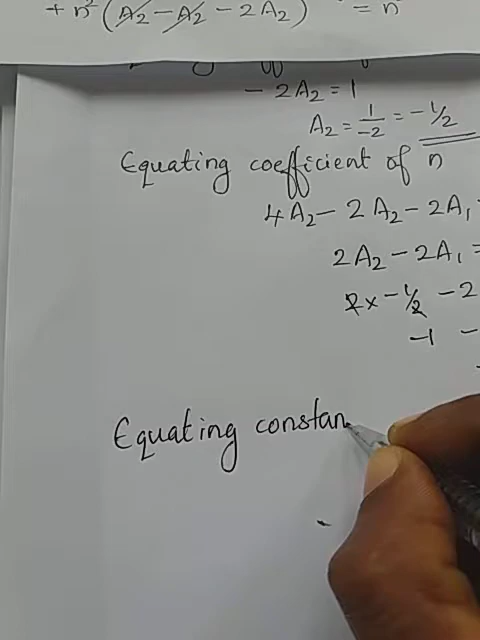 + n² (A₂ - A₂ - 2A₂) = n
- 2A₂ = 1
A₂ = 1/-2 = -1/2
Equating coefficient of n
4A₂ - 2A₂ - 2A₁
2A₂ - 2A₁ =
2 x -1/2 - 2
-1 -
Equating constan